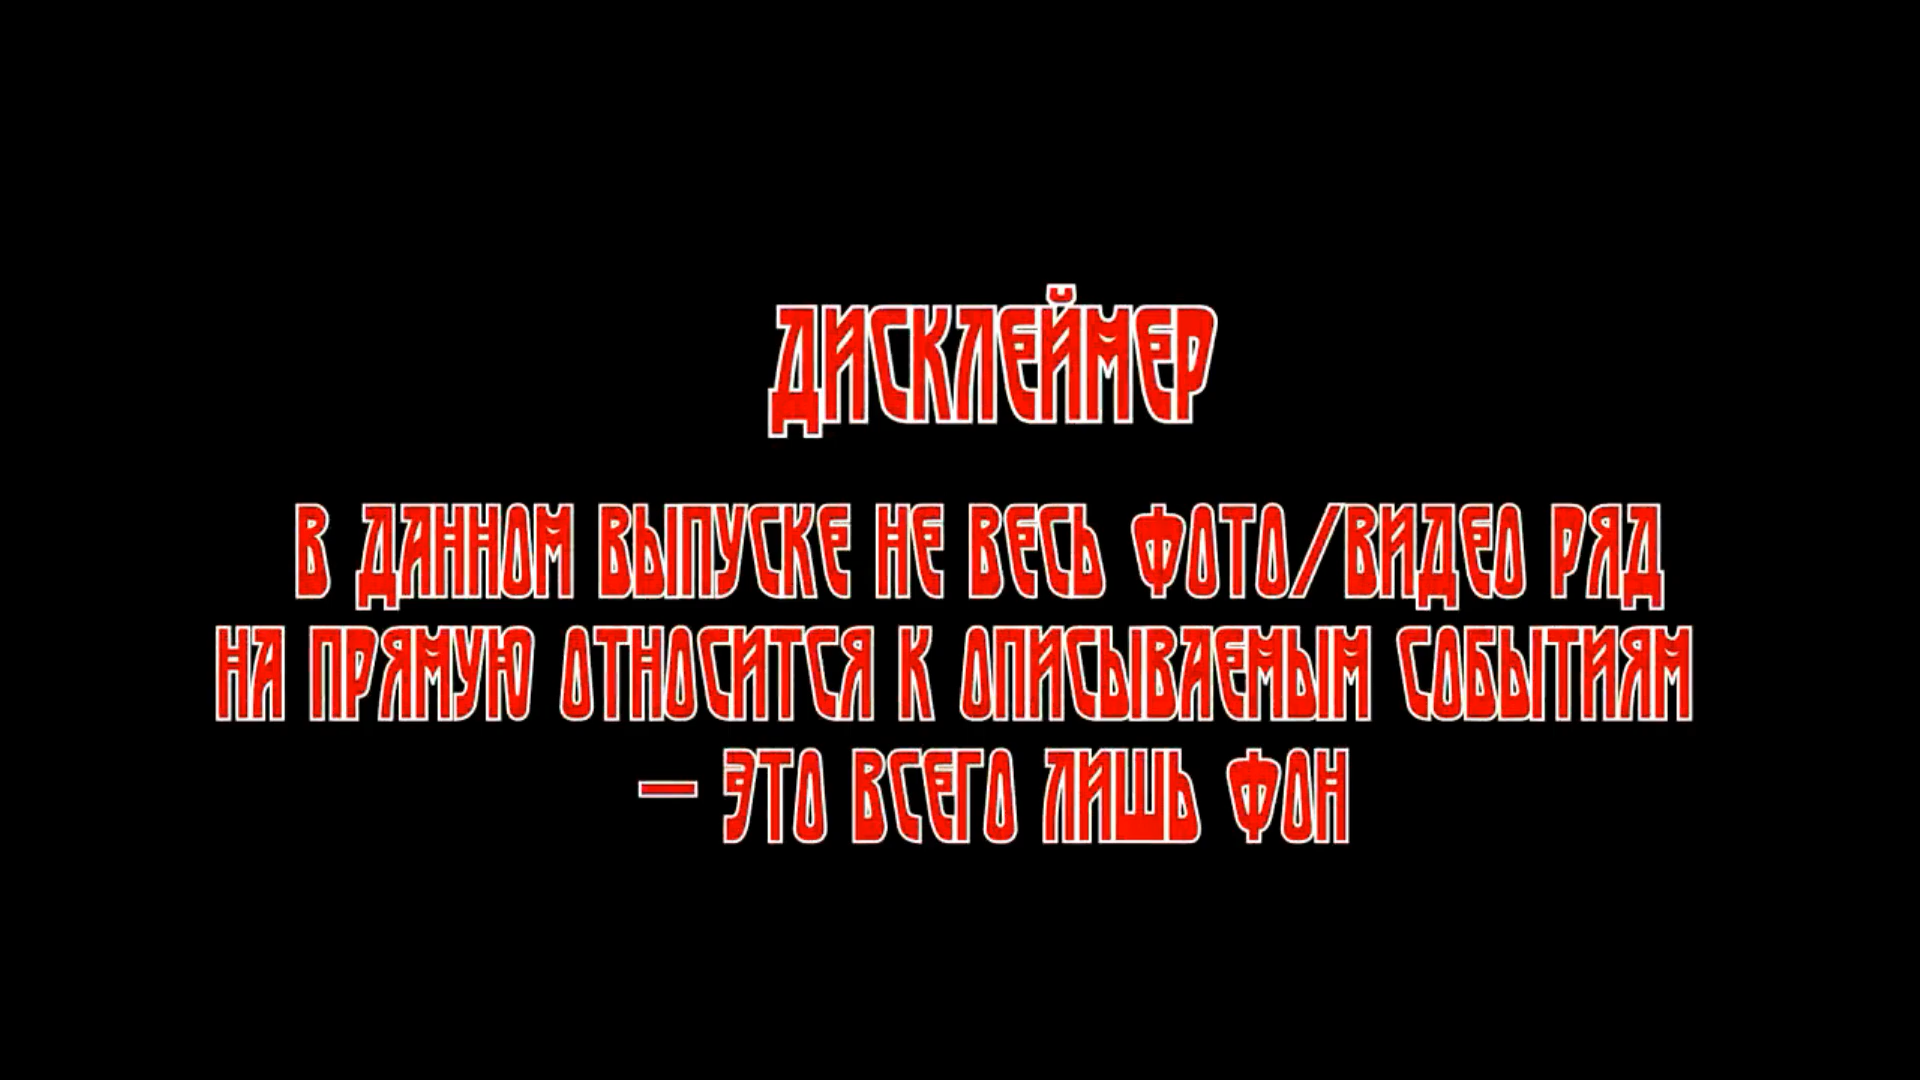 ДИСКЛЕЙМЕР
В ДАННОМ ВЫПУСКЕ НЕ ВЕСЬ ФОТО/ВИДЕО РЯД
НА ПРЯМУЮ ОТНОСИТСЯ К ОПИСЫВАЕМЫМ СОБЫТИЯМ
— ЭТО ВСЕГО ЛИШЬ ФОН